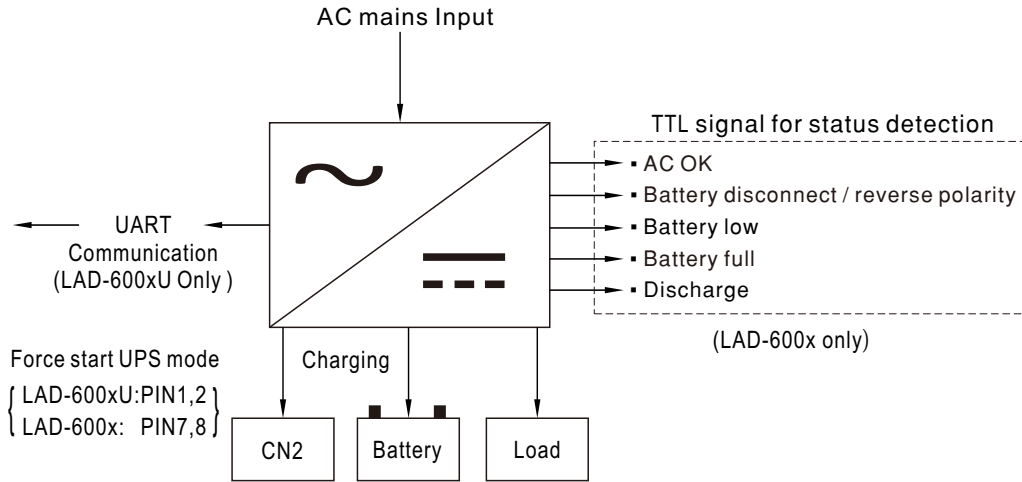 AC mains Input
TTL signal for status detection
▪ AC OK
▪ Battery disconnect / reverse polarity
▪ Battery low
▪ Battery full
▪ Discharge
(LAD-600x only)
UART
Communication
(LAD-600xU Only )
Force start UPS mode
{ LAD-600xU:PIN1,2 }
{ LAD-600x: PIN7,8 }
Charging
CN2
Battery
Load